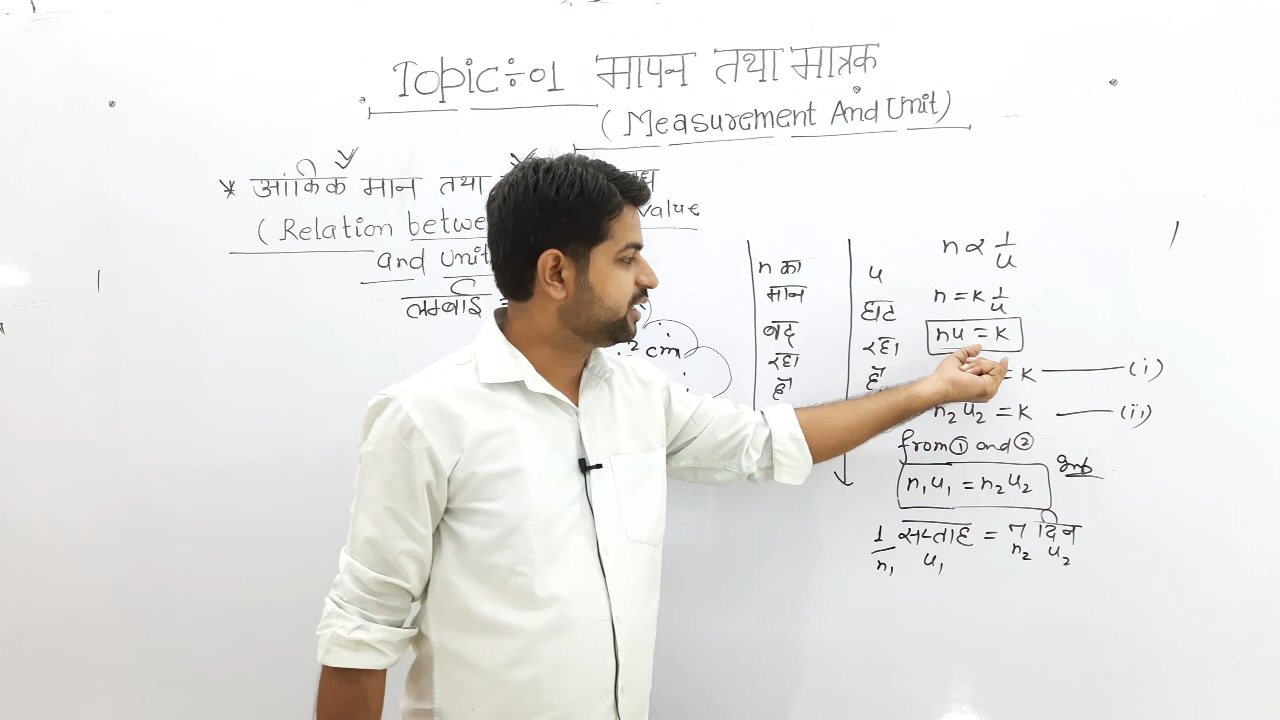 Topic÷01 मापन तथा मात्रक
(Measurement And Unit)
* आंकिक मान तथा
(Relation betwe value
and Unit
लम्बाई =
2 cm
n का
मान
बढ़
रहा
है
u
घट
रहा
है
n ∝ 1/u
n = K 1/u
nu = K
= K (i)
n₂u₂ = K (ii)
from ① and ②
n₁u₁ = n₂u₂ Imp
1 सप्ताह = 7 दिन
n₁ u₁ n₂ u₂